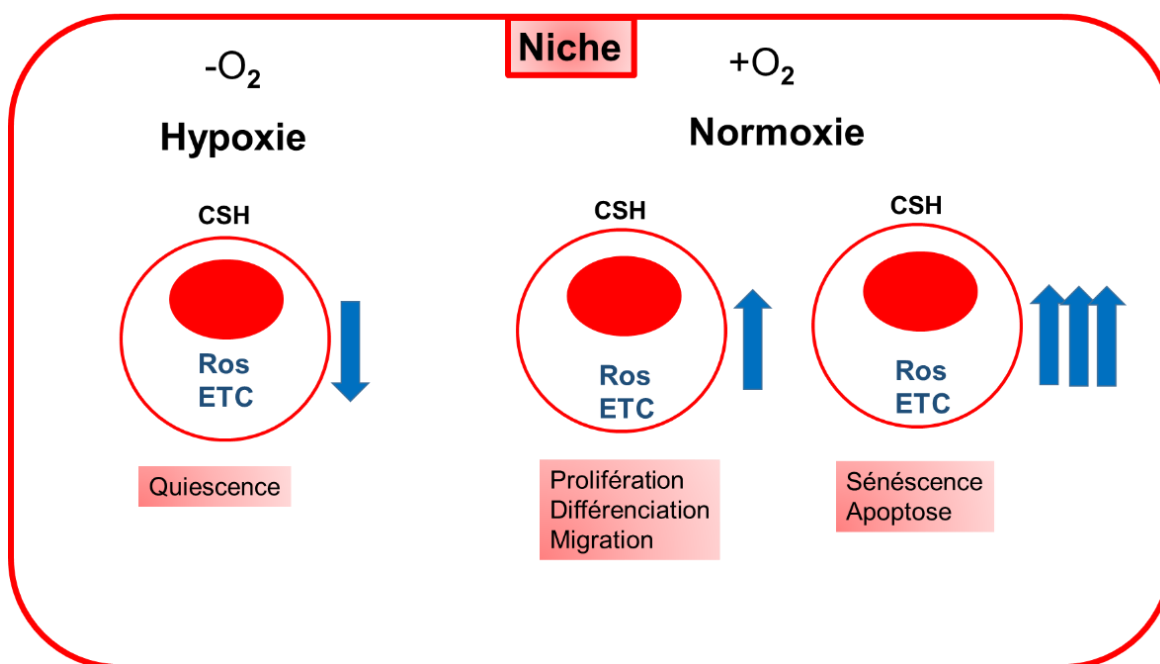 Niche
-O2
Hypoxie
CSH
Ros
ETC
Quiescence
+O2
Normoxie
CSH
Ros
ETC
Prolifération
Différenciation
Migration
CSH
Ros
ETC
Sénéscence
Apoptose